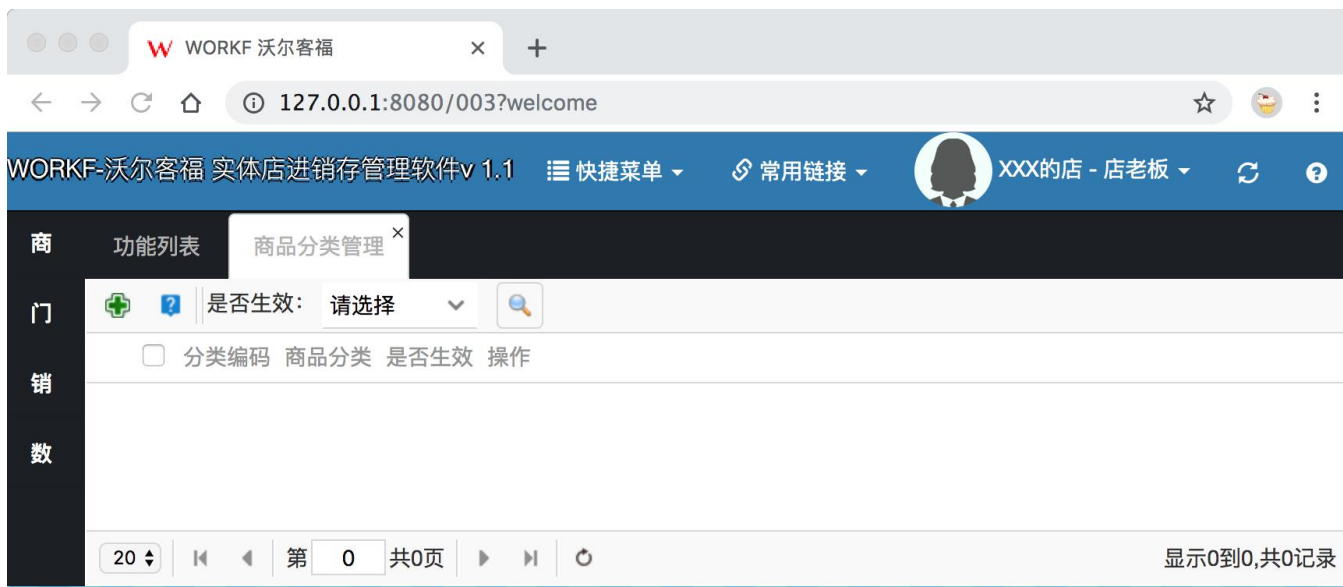 WORKF 沃尔客福
127.0.0.1:8080/003?welcome
WORKF-沃尔客福 实体店进销存管理软件v 1.1 快捷菜单 常用链接 XXX的店 - 店老板
商 功能列表 商品分类管理
门 是否生效： 请选择
分类编码 商品分类 是否生效 操作
销
数
20 第 0 共0页 显示0到0,共0记录